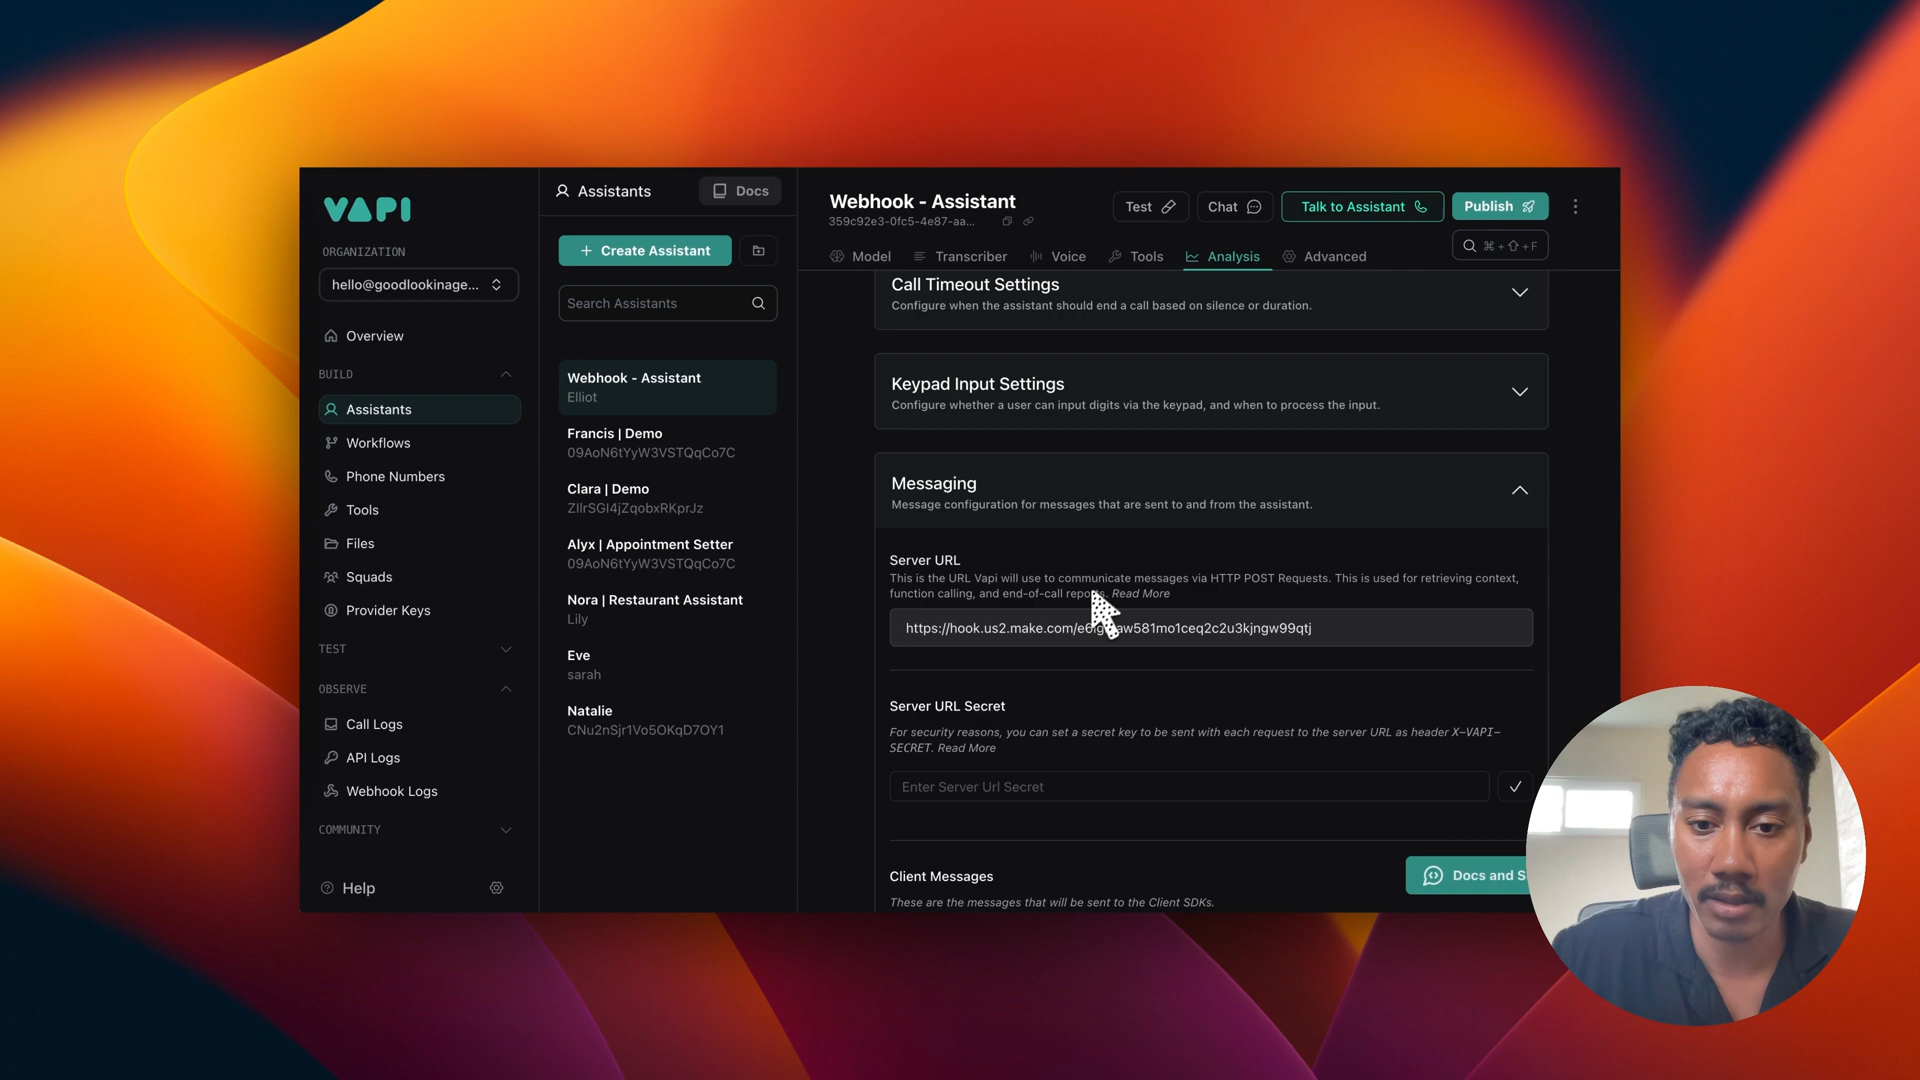 VAPI
ORGANIZATION
hello@goodlookinage...
Overview
BUILD
Assistants
Workflows
Phone Numbers
Tools
Files
Squads
Provider Keys
TEST
OBSERVE
Call Logs
API Logs
Webhook Logs
COMMUNITY
Help
Assistants
Docs
+ Create Assistant
Search Assistants
Webhook - Assistant
Elliot
Francis | Demo
09AoN6tYyW3VSTQqCo7C
Clara | Demo
ZIlrSGI4jZqobxRKprJz
Alyx | Appointment Setter
09AoN6tYyW3VSTQqCo7C
Nora | Restaurant Assistant
Lily
Eve
sarah
Natalie
CNu2nSjr1Vo5OKqD7OY1
Webhook - Assistant
359c92e3-0fc5-4e87-aa...
Test
Chat
Talk to Assistant
Publish
Model
Transcriber
Voice
Tools
Analysis
Advanced
⌘+⇧+F
Call Timeout Settings
Configure when the assistant should end a call based on silence or duration.
Keypad Input Settings
Configure whether a user can input digits via the keypad, and when to process the input.
Messaging
Message configuration for messages that are sent to and from the assistant.
Server URL
This is the URL Vapi will use to communicate messages via HTTP POST Requests. This is used for retrieving context,
function calling, and end-of-call reports. Read More
Server URL Secret
For security reasons, you can set a secret key to be sent with each request to the server URL as header X-VAPI-
SECRET. Read More
Enter Server Url Secret
Client Messages
These are the messages that will be sent to the Client SDKs.
Docs and S